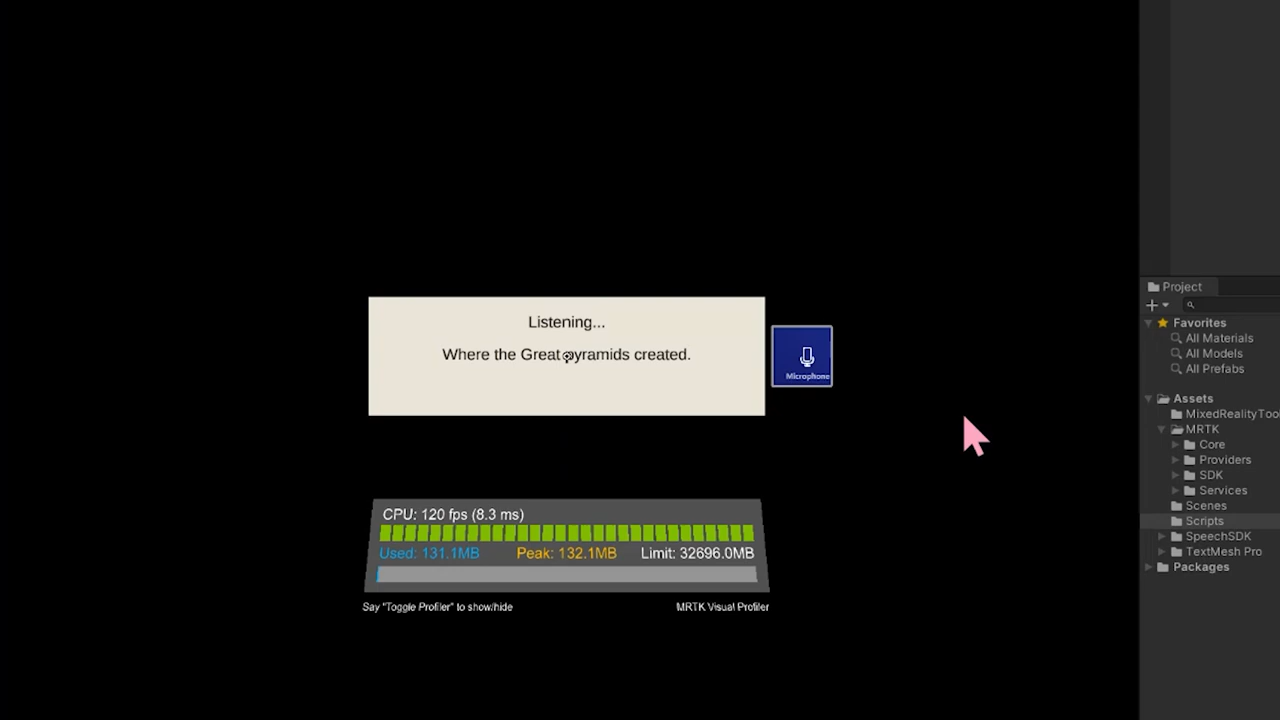 Listening...
Where the Great pyramids created.
Microphone
CPU: 120 fps (8.3 ms)
Used: 131.1MB Peak: 132.1MB Limit: 32696.0MB
Say "Toggle Profiler" to show/hide MRTK Visual Profiler
Project
Favorites
All Materials
All Models
All Prefabs
Assets
MixedRealityToo
MRTK
Core
Providers
SDK
Services
Scenes
Scripts
SpeechSDK
TextMesh Pro
Packages